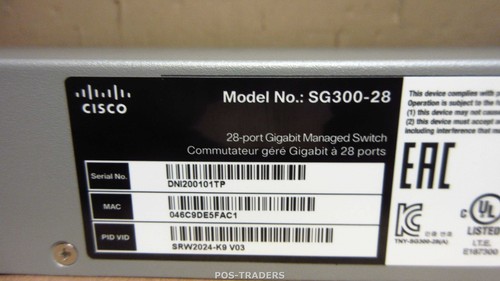 CISCO
Model No.: SG300-28
28-port Gigabit Managed Switch
Commutateur géré Gigabit à 28 ports
Serial No.
DNI200101TP
MAC
046C9DE5FAC1
PID VID
SRW2024-K9 V03
This device complies with p
Operation is subject to the f
(1) this device may not caus
(2) this device must accept a
including interference that m
EAC
TNY-SG300-28(A)
c UL
LISTED
I.T.E.
E187300
POS-TRADERS